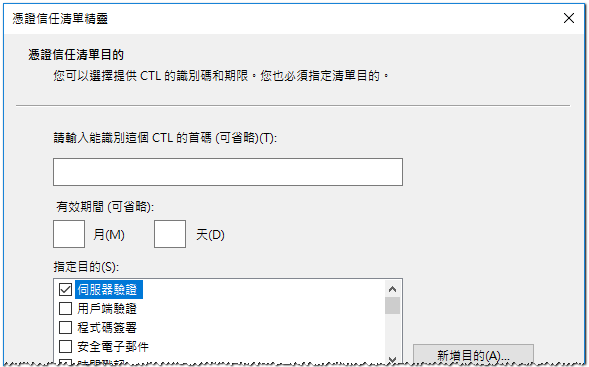 憑證信任清單精靈
憑證信任清單目的
您可以選擇提供 CTL 的識別碼和期限。您也必須指定清單目的。
請輸入能識別這個 CTL 的首碼 (可省略)(T):
有效期間 (可省略):
月(M) 天(D)
指定目的(S):
伺服器驗證
用戶端驗證
程式碼簽署
安全電子郵件
新增目的(A)...